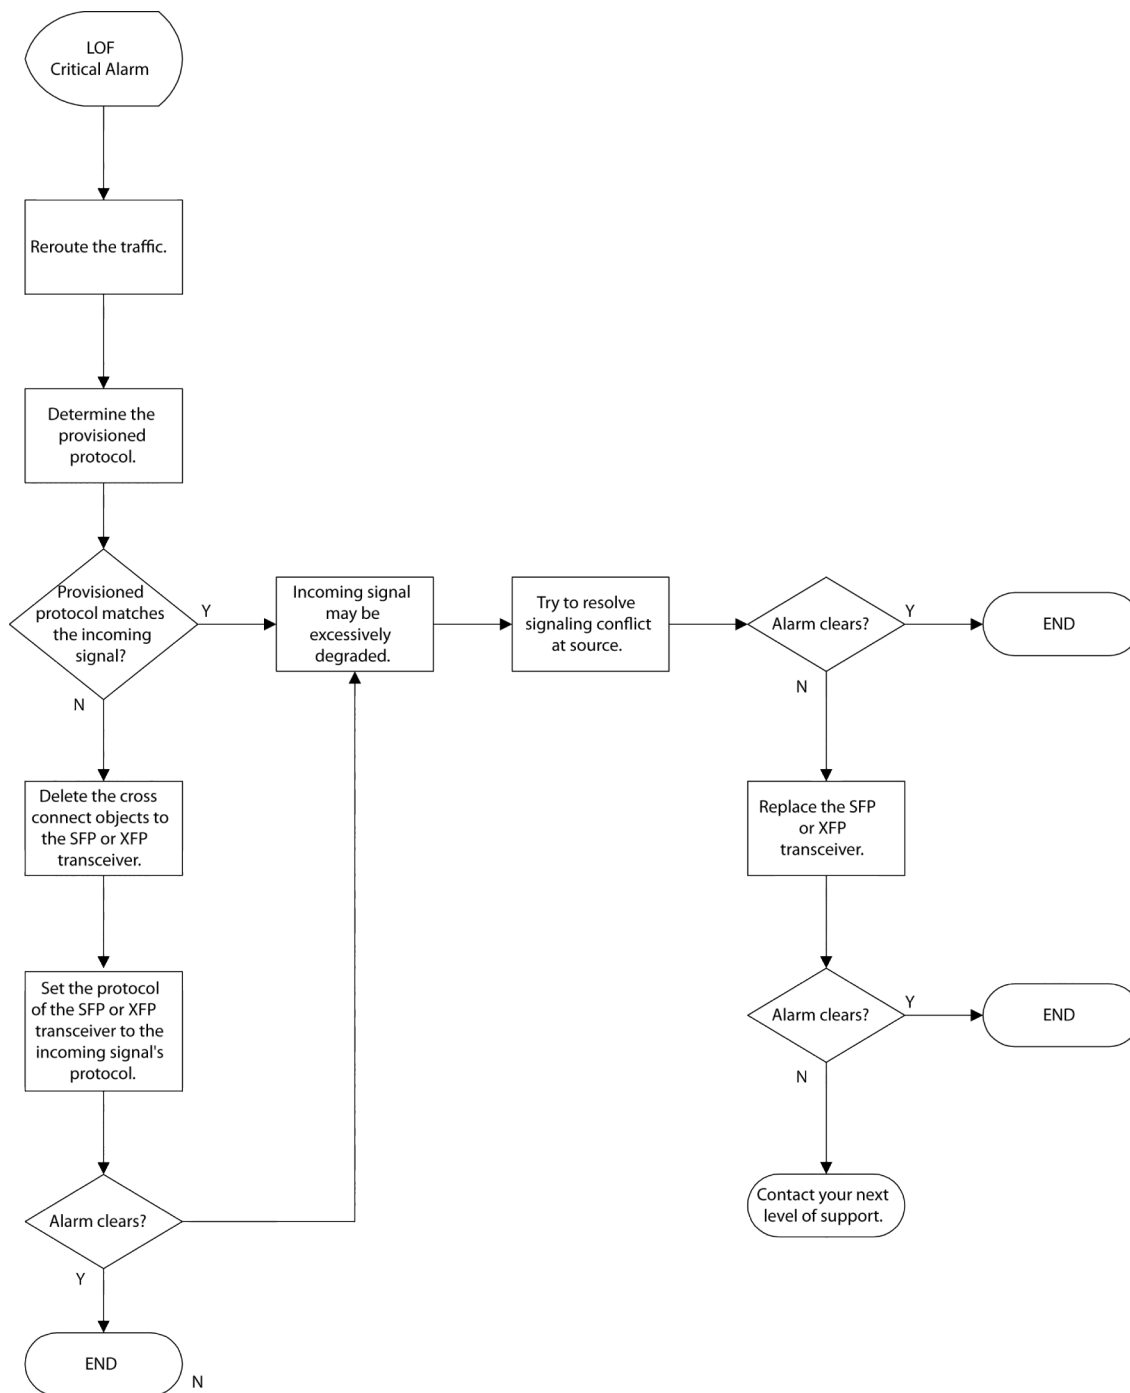 LOF
Critical Alarm
Reroute the traffic.
Determine the
provisioned
protocol.
Provisioned
protocol matches
the incoming
signal?
Y
N
Incoming signal
may be
excessively
degraded.
Try to resolve
signaling conflict
at source.
Alarm clears?
Y
END
N
Delete the cross
connect objects to
the SFP or XFP
transceiver.
Replace the SFP
or XFP
transceiver.
Set the protocol
of the SFP or XFP
transceiver to the
incoming signal's
protocol.
Alarm clears?
Y
END
N
Alarm clears?
Y
Contact your next
level of support.
END
N